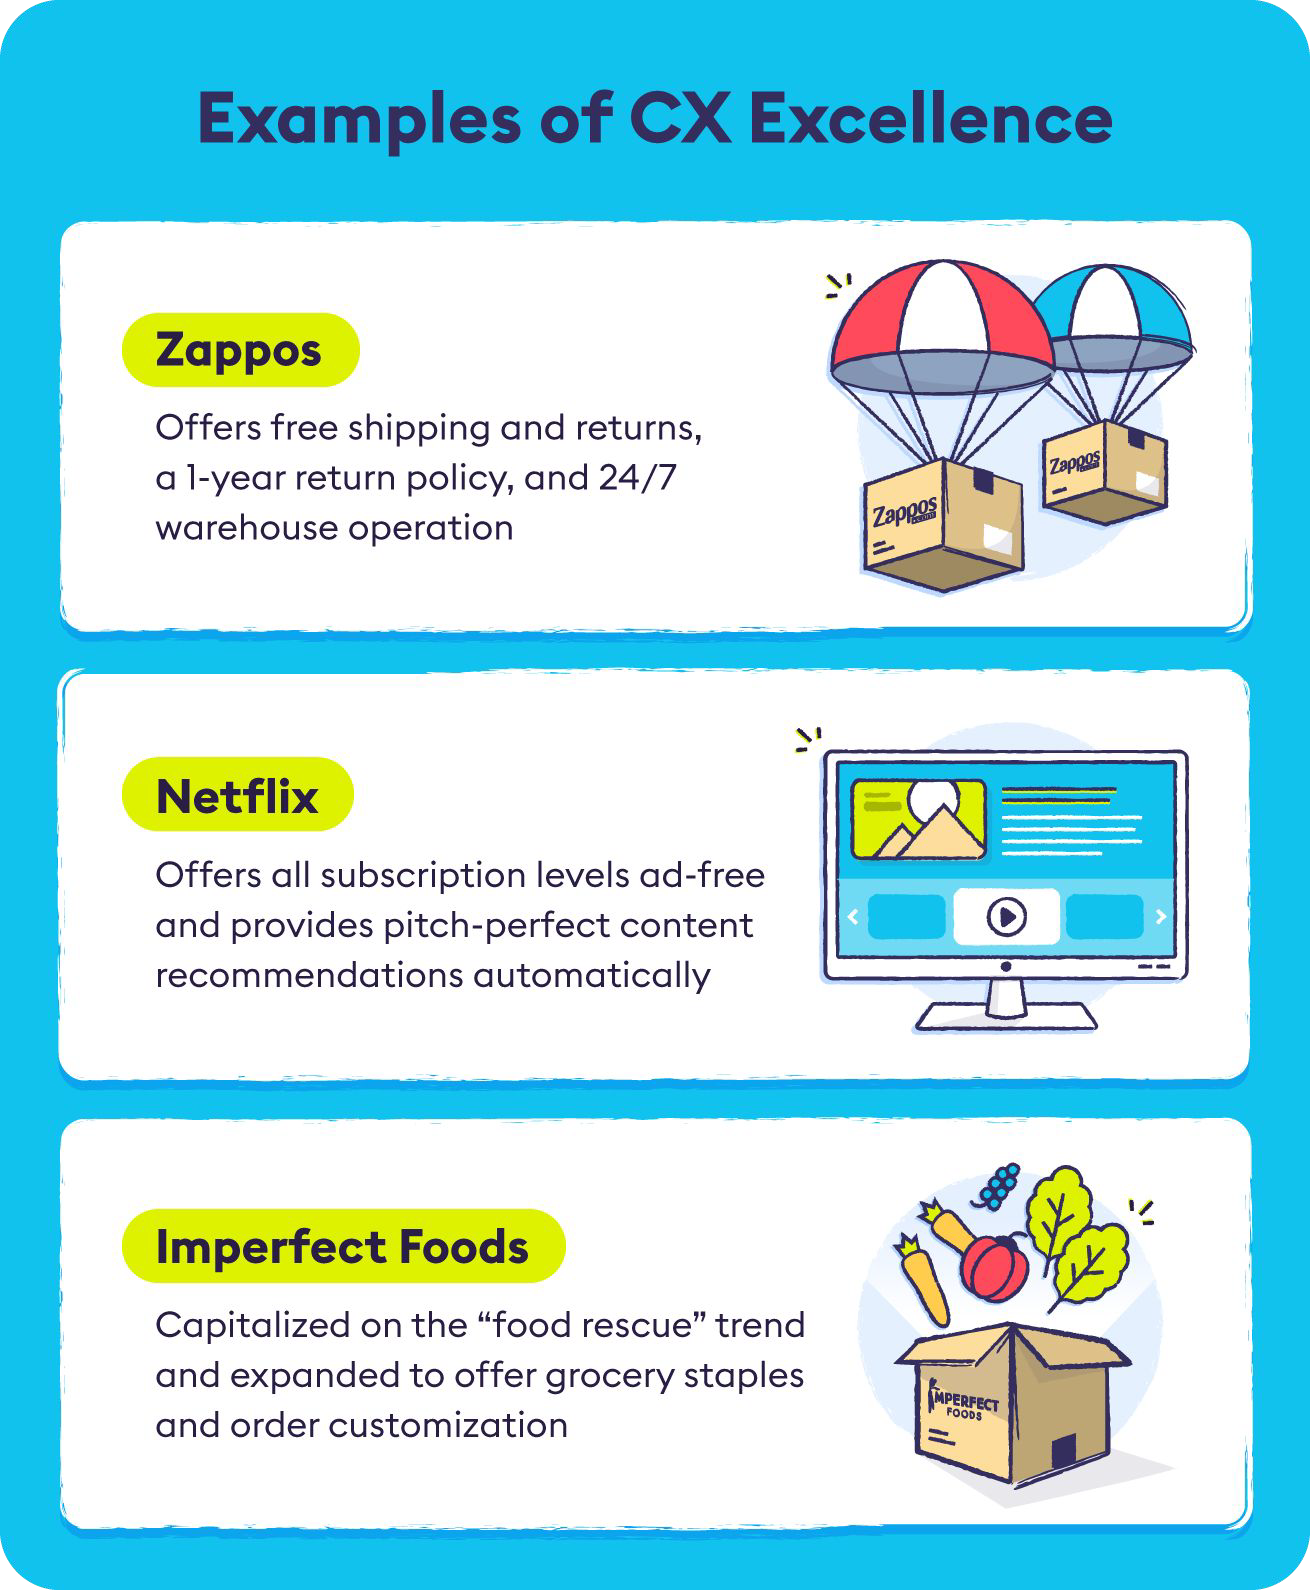 Examples of CX Excellence
Zappos
Offers free shipping and returns,
a 1-year return policy, and 24/7
warehouse operation
Zappos
.com
Zappos
Netflix
Offers all subscription levels ad-free
and provides pitch-perfect content
recommendations automatically
Imperfect Foods
Capitalized on the “food rescue” trend
and expanded to offer grocery staples
and order customization
IMPERFECT
FOODS